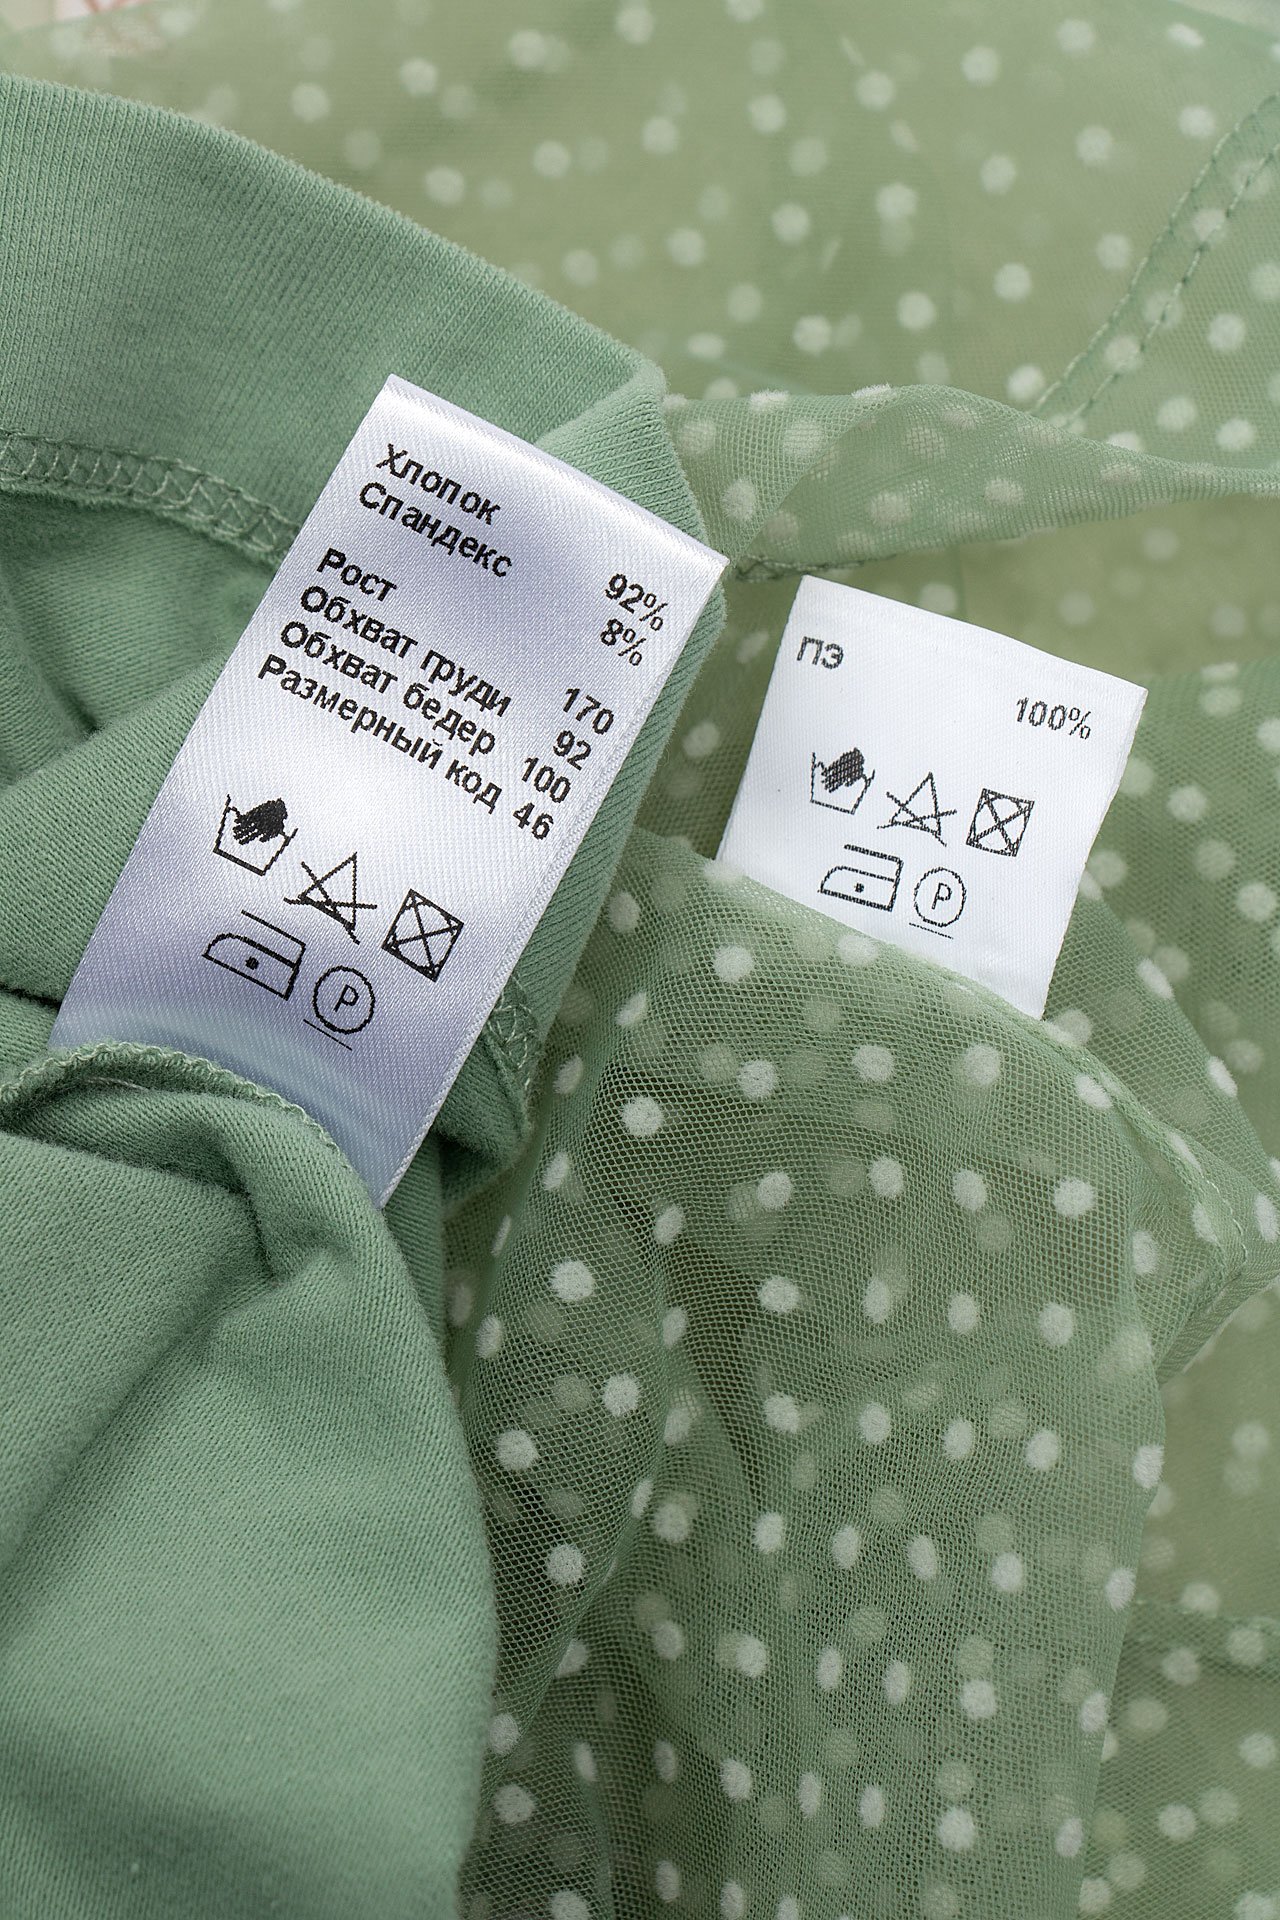 Хлопок 92%
Спандекс 8%
Рост 170
Обхват груди 92
Обхват бедер 100
Размерный код 46
P
ПЭ 100%
P